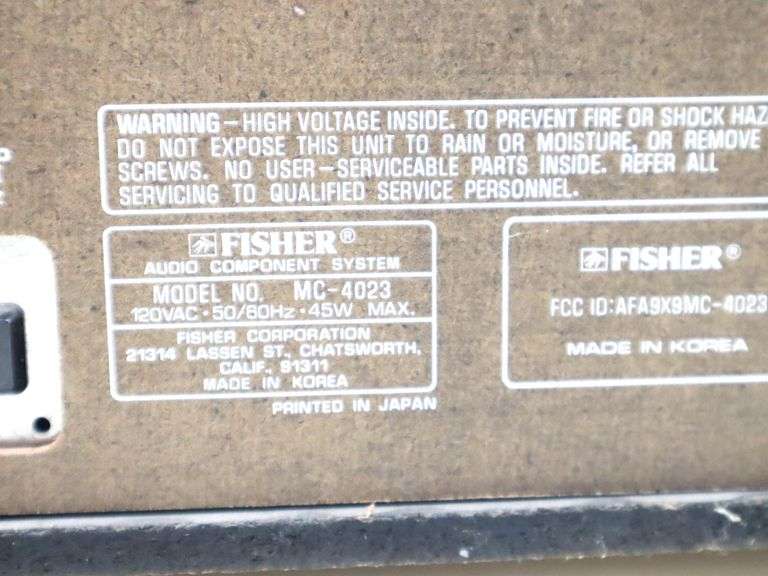 WARNING—HIGH VOLTAGE INSIDE. TO PREVENT FIRE OR SHOCK HAZ
DO NOT EXPOSE THIS UNIT TO RAIN OR MOISTURE, OR REMOVE
SCREWS. NO USER—SERVICEABLE PARTS INSIDE. REFER ALL
SERVICING TO QUALIFIED SERVICE PERSONNEL.
FISHER®
AUDIO COMPONENT SYSTEM
MODEL NO. MC-4023
120VAC·50/60Hz·45W MAX.
FISHER CORPORATION
21314 LASSEN ST., CHATSWORTH,
CALIF., 91311
MADE IN KOREA
PRINTED IN JAPAN
FISHER®
FCC ID:AFA9X9MC-4023
MADE IN KOREA